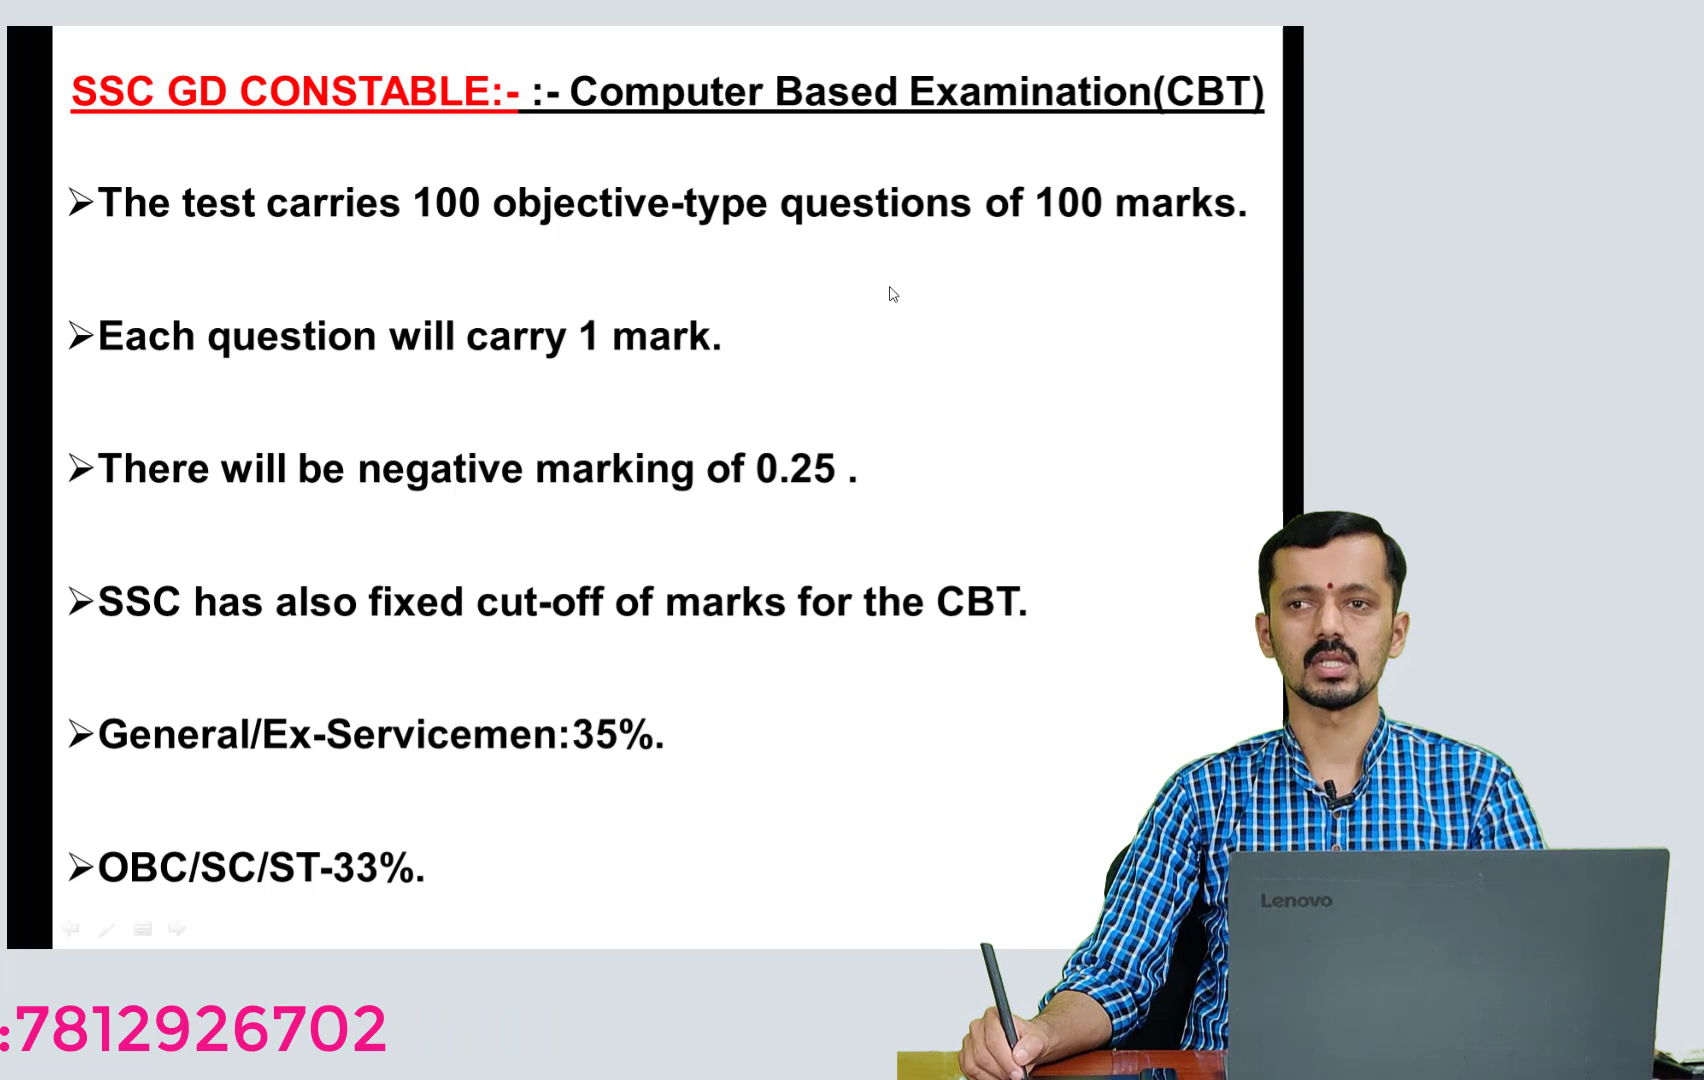 SSC GD CONSTABLE:- :- Computer Based Examination(CBT)
➢The test carries 100 objective-type questions of 100 marks.
➢Each question will carry 1 mark.
➢There will be negative marking of 0.25 .
➢SSC has also fixed cut-off of marks for the CBT.
➢General/Ex-Servicemen:35%.
➢OBC/SC/ST-33%.
Lenovo
:7812926702